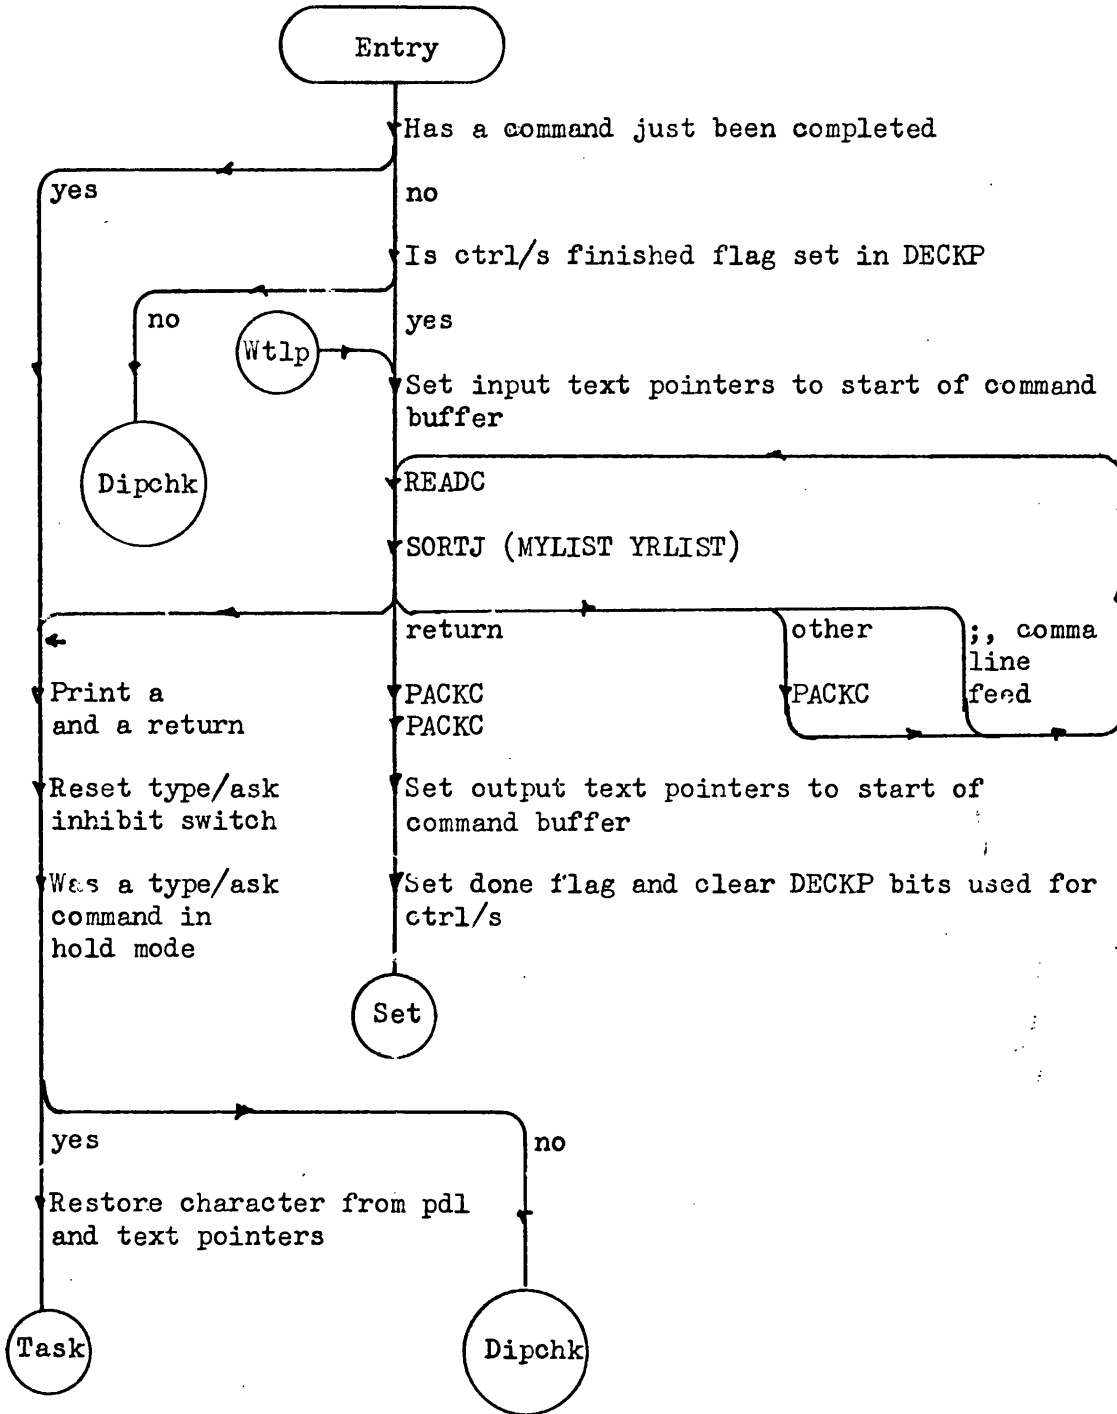 Entry
Has a command just been completed
yes
no
Is ctrl/s finished flag set in DECKP
no
yes
Wtlp
Set input text pointers to start of command
buffer
Dipchk
READC
SORTJ (MYLIST YRLIST)
return
other
;, comma
line
feed
Print a
and a return
PACKC
PACKC
PACKC
Reset type/ask
inhibit switch
Set output text pointers to start of
command buffer
Was a type/ask
command in
hold mode
Set done flag and clear DECKP bits used for
ctrl/s
Set
yes
no
Restore character from pdl
and text pointers
Task
Dipchk